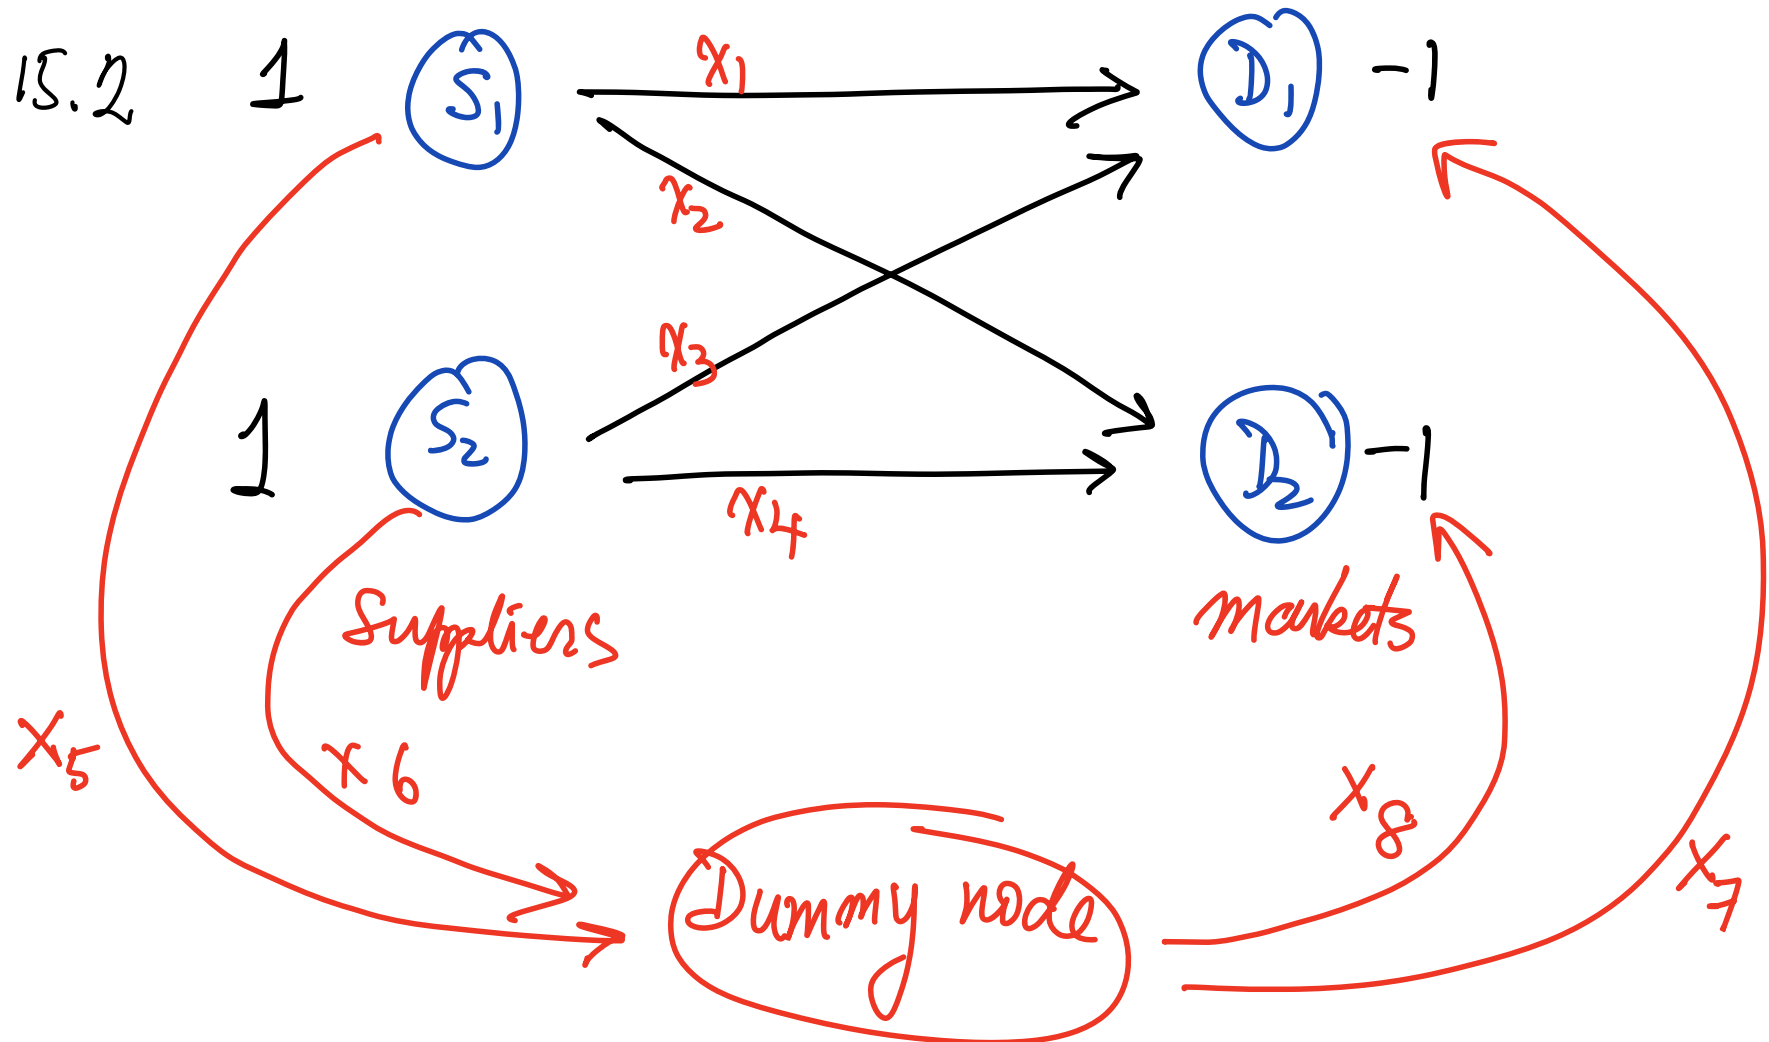 15.2
1
S1
x1
D1
-1
x2
x3
1
S2
x4
D2
-1
Suppliers
markets
x5
x6
x8
x7
Dummy node